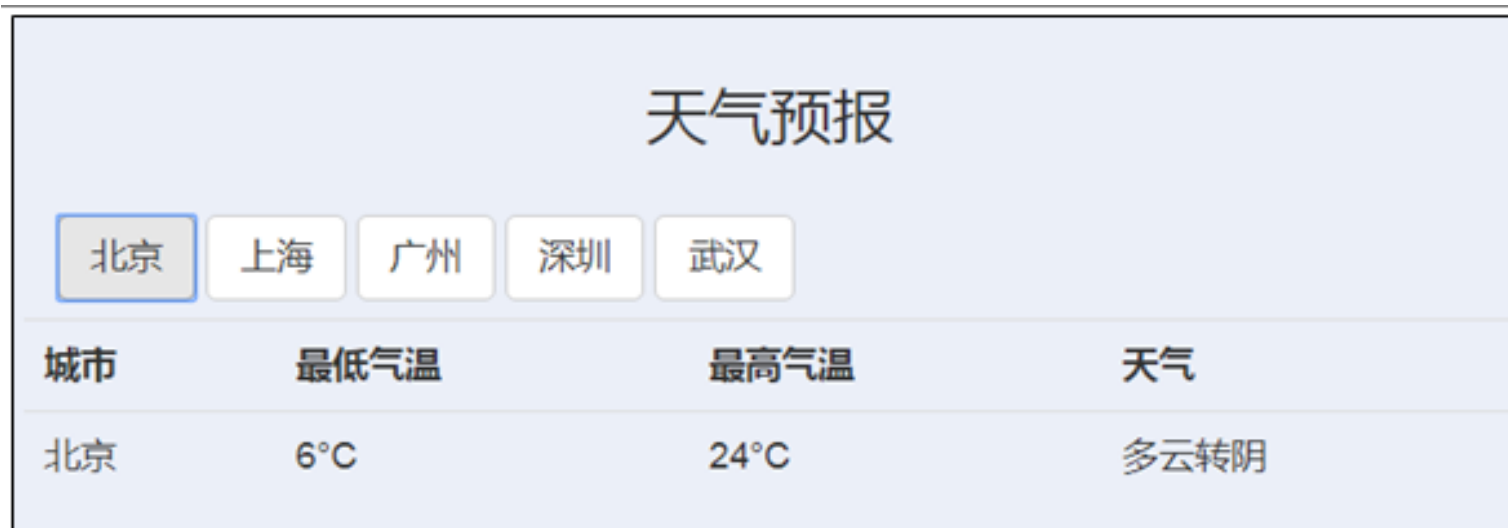 天气预报
北京 上海 广州 深圳 武汉
城市 最低气温 最高气温 天气
北京 6°C 24°C 多云转阴